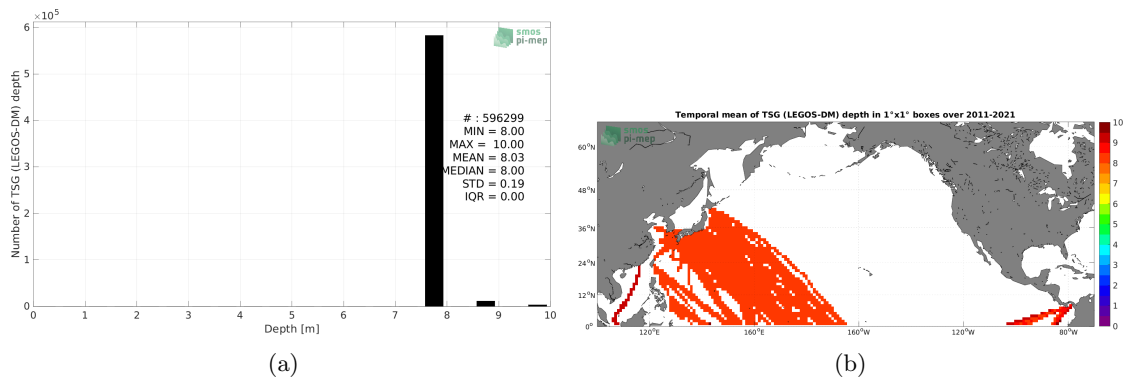 ×10⁵
smos
pi-mep
6
5
4
3
2
1
0
Number of TSG (LEGOS-DM) depth
# : 596299
MIN = 8.00
MAX = 10.00
MEAN = 8.03
MEDIAN = 8.00
STD = 0.19
IQR = 0.00
0 1 2 3 4 5 6 7 8 9 10
Depth [m]
(a)
Temporal mean of TSG (LEGOS-DM) depth in 1°x1° boxes over 2011-2021
smos
pi-mep
60°N
48°N
36°N
24°N
12°N
0°
120°E 160°E 160°W 120°W 80°W
10
9
8
7
6
5
4
3
2
1
0
(b)